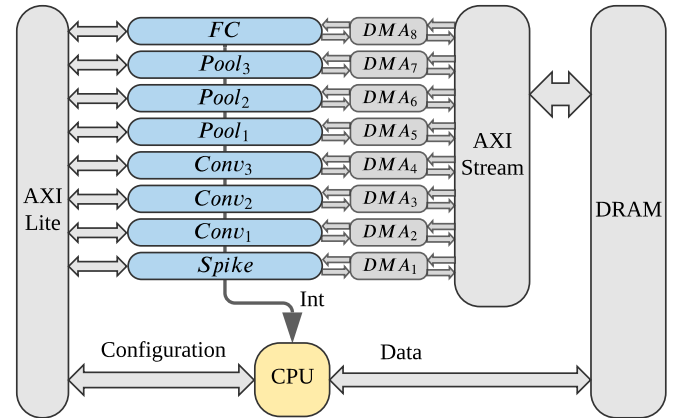 FC
DMA₈
Pool₃
DMA₇
Pool₂
DMA₆
Pool₁
DMA₅
Conv₃
DMA₄
Conv₂
DMA₃
Conv₁
DMA₂
Spike
DMA₁
AXI
Lite
AXI
Stream
DRAM
Int
Configuration
CPU
Data